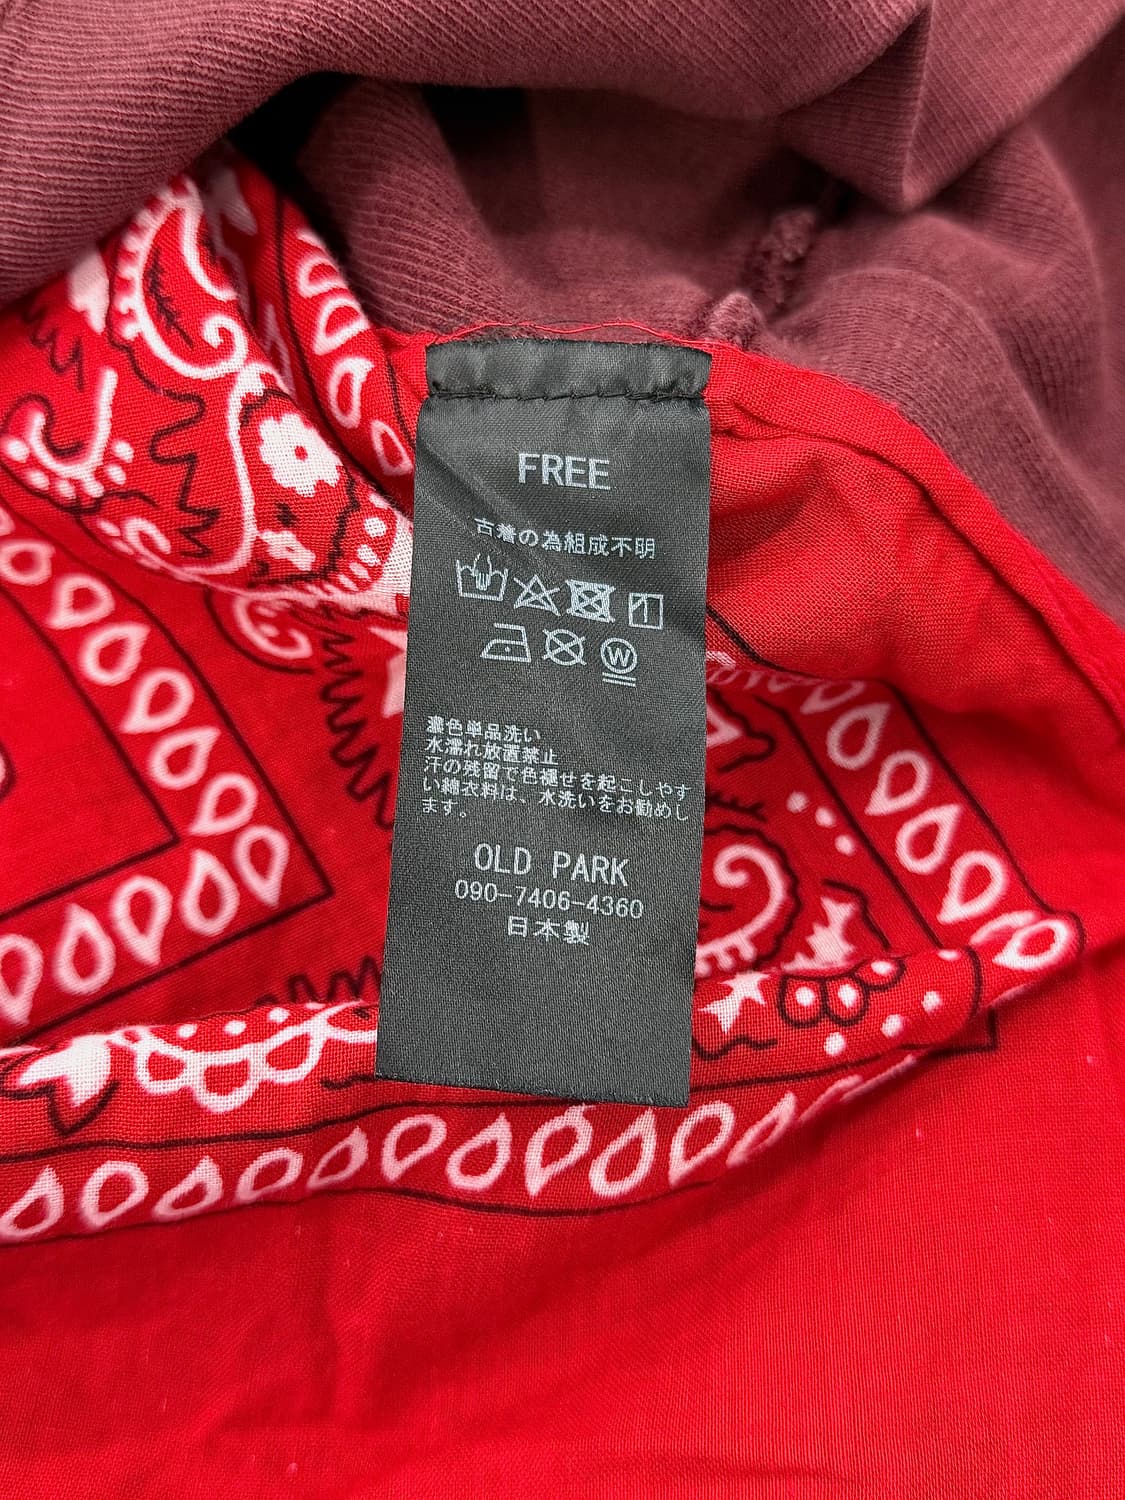 FREE
古着の為組成不明
W
濃色単品洗い
水濡れ放置禁止
汗の残留で色褪せを起こしやす
い綿衣料は、水洗いをお勧めし
ます。
OLD PARK
090-7406-4360
日本製